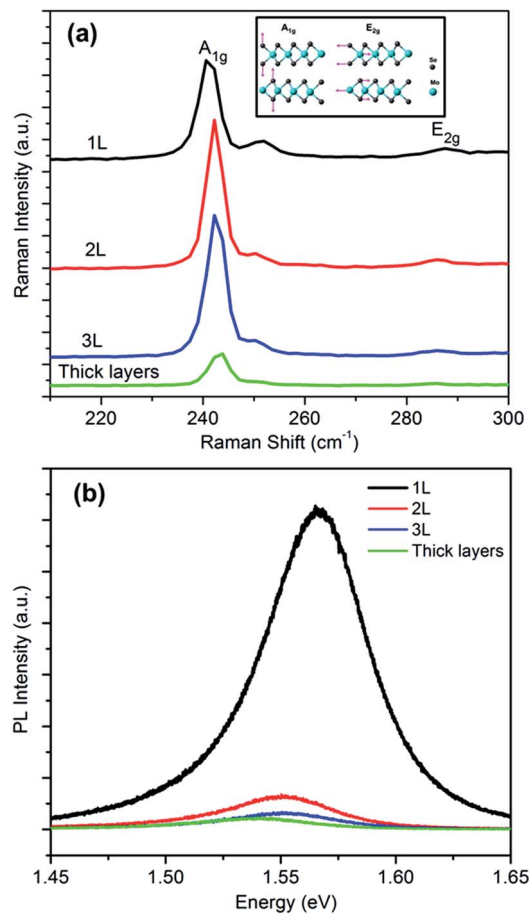 (a)
A1g
A1g
E2g
Se
Mo
E2g
1L
2L
3L
Thick layers
Raman Intensity (a.u.)
220
240
260
280
300
Raman Shift (cm-1)
(b)
1L
2L
3L
Thick layers
PL Intensity (a.u.)
1.45
1.50
1.55
1.60
1.65
Energy (eV)